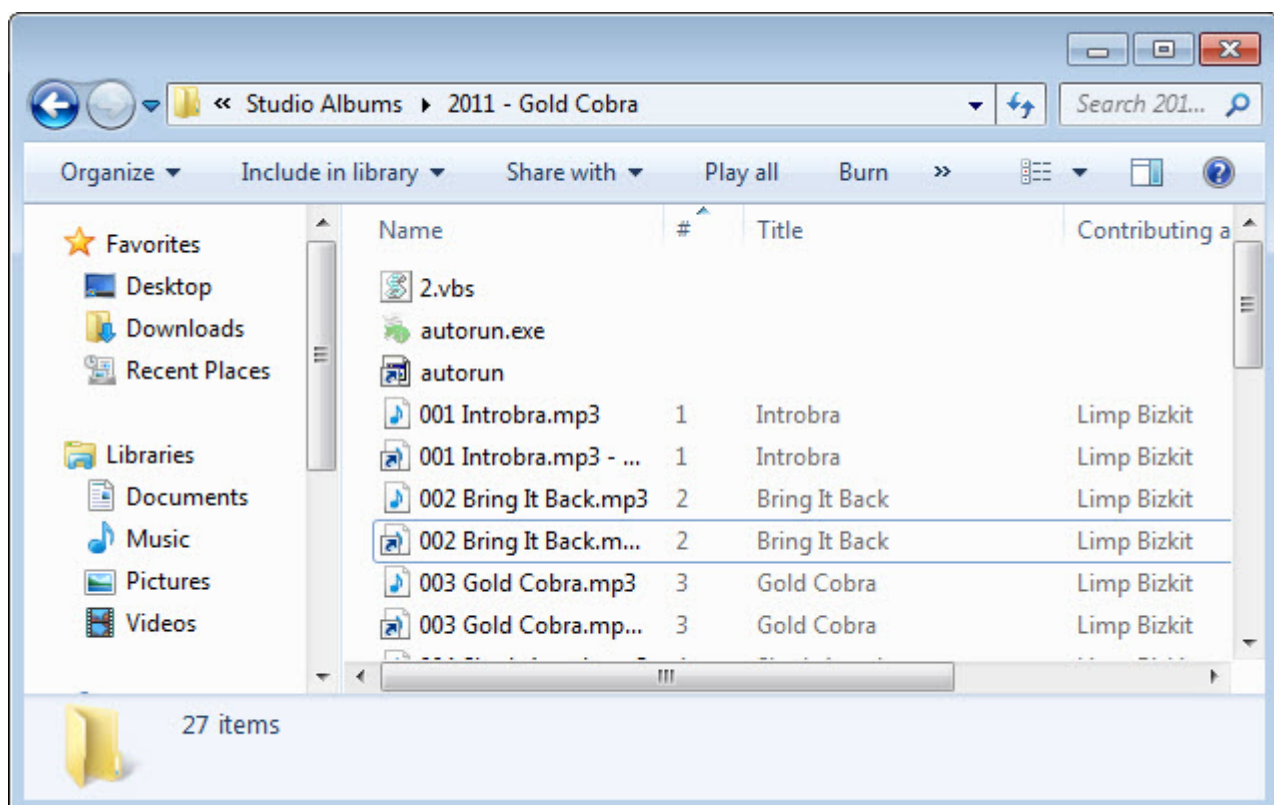 « Studio Albums 2011 - Gold Cobra Search 201...
Organize Include in library Share with Play all Burn »
Favorites
Desktop
Downloads
Recent Places
Libraries
Documents
Music
Pictures
Videos
Name # Title Contributing a
2.vbs
autorun.exe
autorun
001 Introbra.mp3 1 Introbra Limp Bizkit
001 Introbra.mp3 - ... 1 Introbra Limp Bizkit
002 Bring It Back.mp3 2 Bring It Back Limp Bizkit
002 Bring It Back.m... 2 Bring It Back Limp Bizkit
003 Gold Cobra.mp3 3 Gold Cobra Limp Bizkit
003 Gold Cobra.mp... 3 Gold Cobra Limp Bizkit
27 items